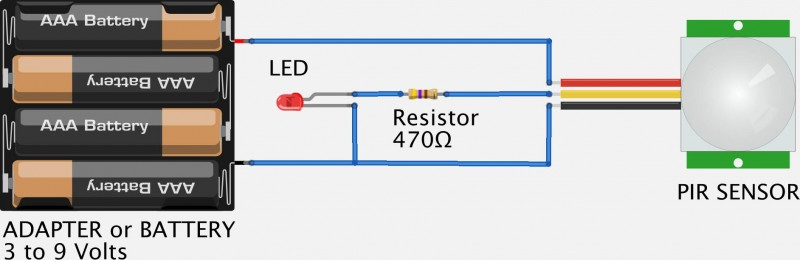 AAA Battery
AAA Battery
AAA Battery
AAA Battery
LED
Resistor
470Ω
PIR SENSOR
ADAPTER or BATTERY
3 to 9 Volts